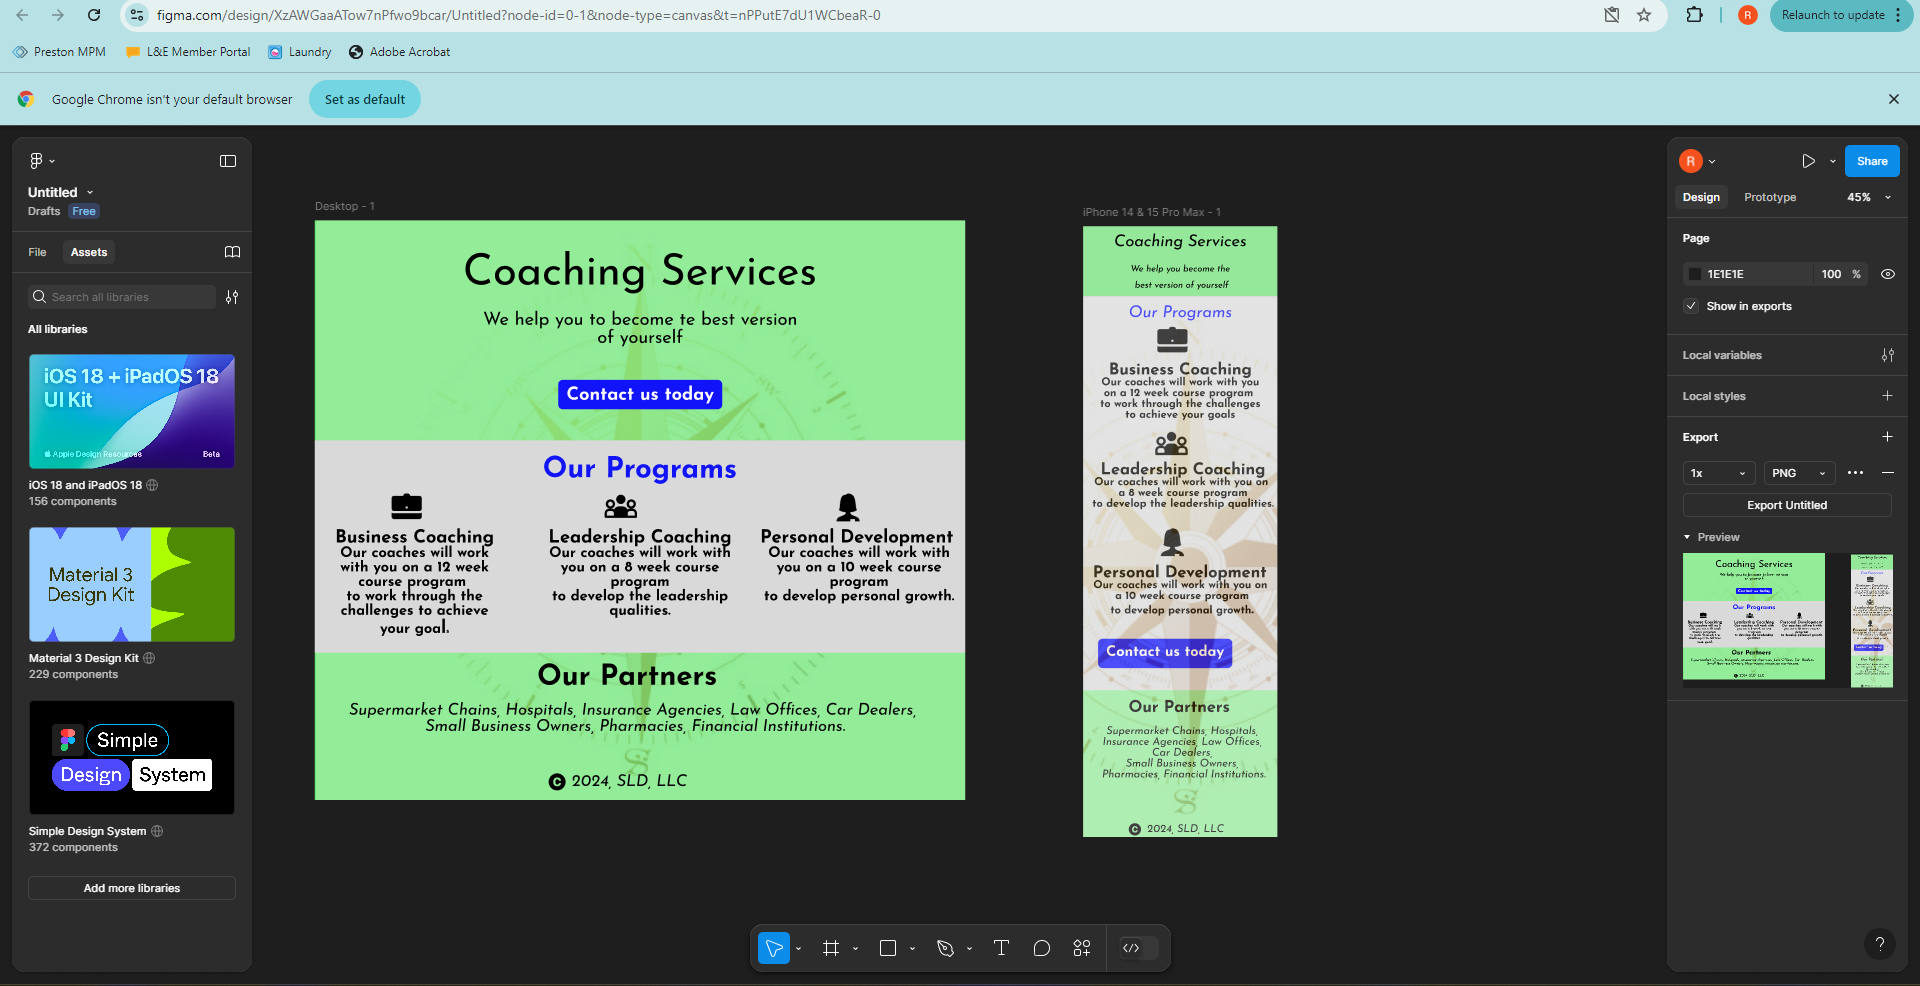 figma.com/design/XzAWGaaATow7nPfwo9bcar/Untitled?node-id=0-1&node-type=canvas&t=nPPutE7dU1WCbeaR-0
R
Relaunch to update
Preston MPM
L&E Member Portal
Laundry
Adobe Acrobat
Google Chrome isn't your default browser
Set as default
Untitled
Drafts
Free
File
Assets
Search all libraries
All libraries
iOS 18 + iPadOS 18
UI Kit
Apple Design Resources
Beta
iOS 18 and iPadOS 18
156 components
Material 3
Design Kit
Material 3 Design Kit
229 components
Simple
Design
System
Simple Design System
372 components
Add more libraries
Desktop - 1
Coaching Services
We help you to become te best version
of yourself
Contact us today
Our Programs
Business Coaching
Our coaches will work
with you on a 12 week
course program
to work through the
challenges to achieve
your goal.
Leadership Coaching
Our coaches will work with
you on a 8 week course
program
to develop the leadership
qualities.
Personal Development
Our coaches will work with
you on a 10 week course
program
to develop personal growth.
Our Partners
Supermarket Chains, Hospitals, Insurance Agencies, Law Offices, Car Dealers,
Small Business Owners, Pharmacies, Financial Institutions.
C 2024, SLD, LLC
iPhone 14 & 15 Pro Max - 1
Coaching Services
We help you become the
best version of yourself
Our Programs
Business Coaching
Our coaches will work with you
on a 12 week course program
to work through the challenges
to achieve your goals
Leadership Coaching
Our coaches will work with you on
a 8 week course program
to develop the leadership qualities.
Personal Development
Our coaches will work with you on
a 10 week course program
to develop personal growth.
Contact us today
Our Partners
Supermarket Chains, Hospitals,
Insurance Agencies, Law Offices,
Car Dealers,
Small Business Owners,
Pharmacies, Financial Institutions.
S
C 2024, SLD, LLC
R
Share
Design
Prototype
45%
Page
1E1E1E
100
%
Show in exports
Local variables
Local styles
Export
1x
PNG
Export Untitled
Preview
Coaching Services
Contact us today
Our Programs
Business Coaching
Leadership Coaching
Personal Development
Our Partners
?